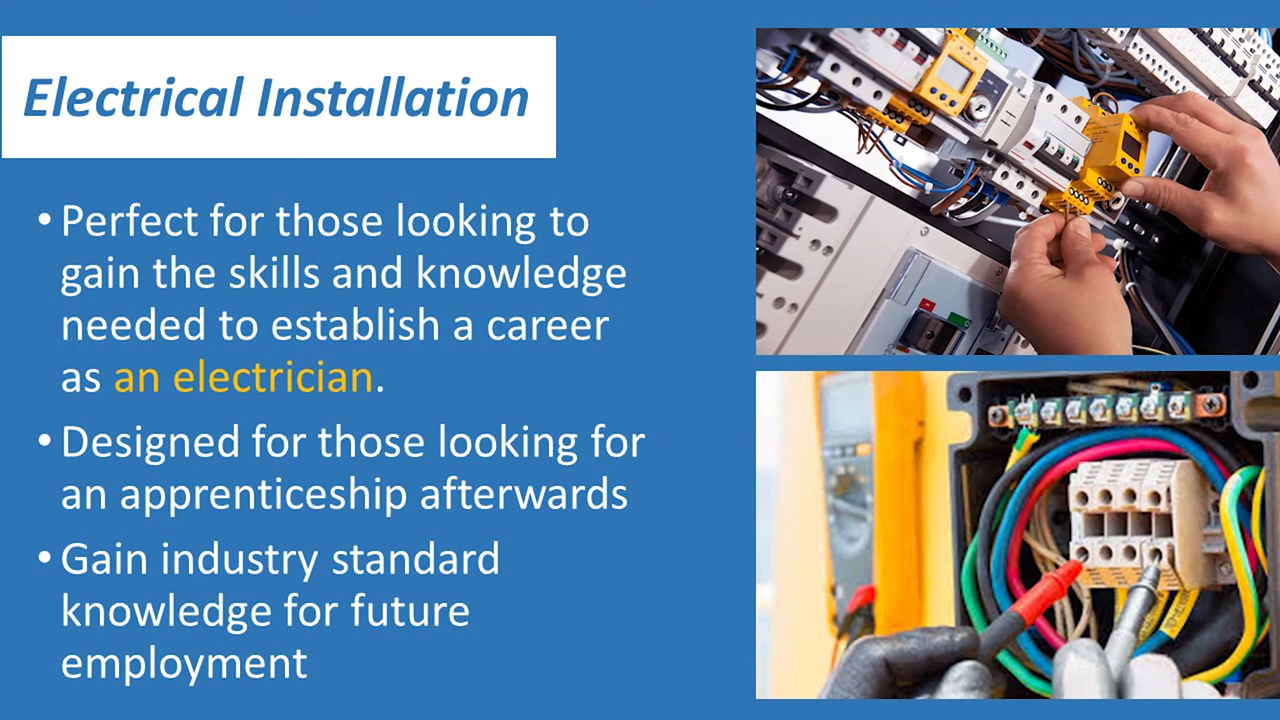 Electrical Installation
• Perfect for those looking to
gain the skills and knowledge
needed to establish a career
as an electrician.
• Designed for those looking for
an apprenticeship afterwards
• Gain industry standard
knowledge for future
employment